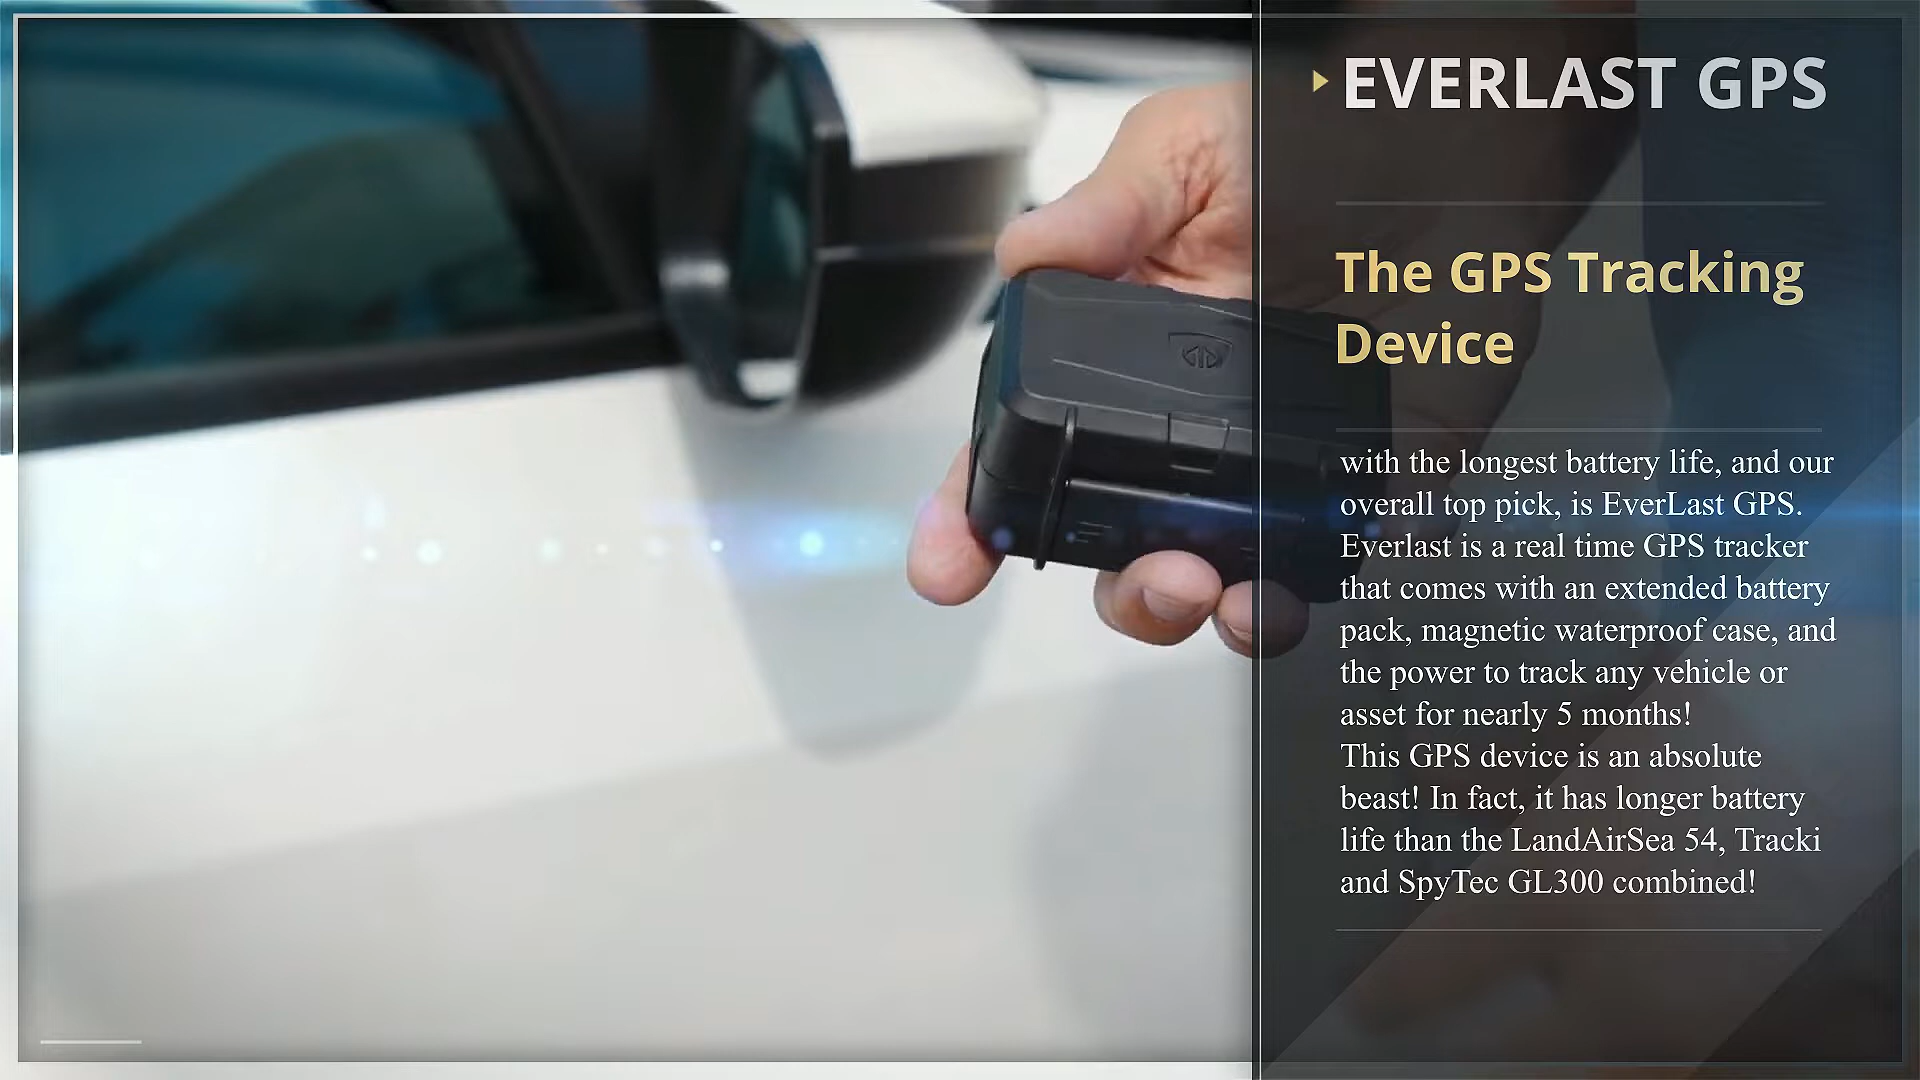 EVERLAST GPS
The GPS Tracking
Device
with the longest battery life, and our
overall top pick, is EverLast GPS.
Everlast is a real time GPS tracker
that comes with an extended battery
pack, magnetic waterproof case, and
the power to track any vehicle or
asset for nearly 5 months!
This GPS device is an absolute
beast! In fact, it has longer battery
life than the LandAirSea 54, Tracki
and SpyTec GL300 combined!